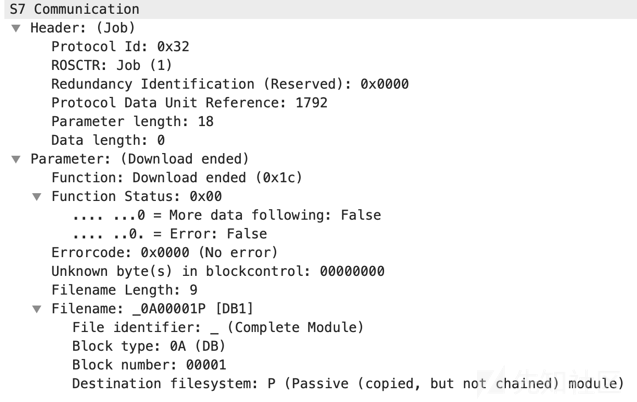 S7 Communication
Header: (Job)
Protocol Id: 0x32
ROSCTR: Job (1)
Redundancy Identification (Reserved): 0x0000
Protocol Data Unit Reference: 1792
Parameter length: 18
Data length: 0
Parameter: (Download ended)
Function: Download ended (0x1c)
Function Status: 0x00
.... ...0 = More data following: False
.... ..0. = Error: False
Errorcode: 0x0000 (No error)
Unknown byte(s) in blockcontrol: 00000000
Filename Length: 9
Filename: _0A00001P [DB1]
File identifier: _ (Complete Module)
Block type: 0A (DB)
Block number: 00001
Destination filesystem: P (Passive (copied, but not chained) module)